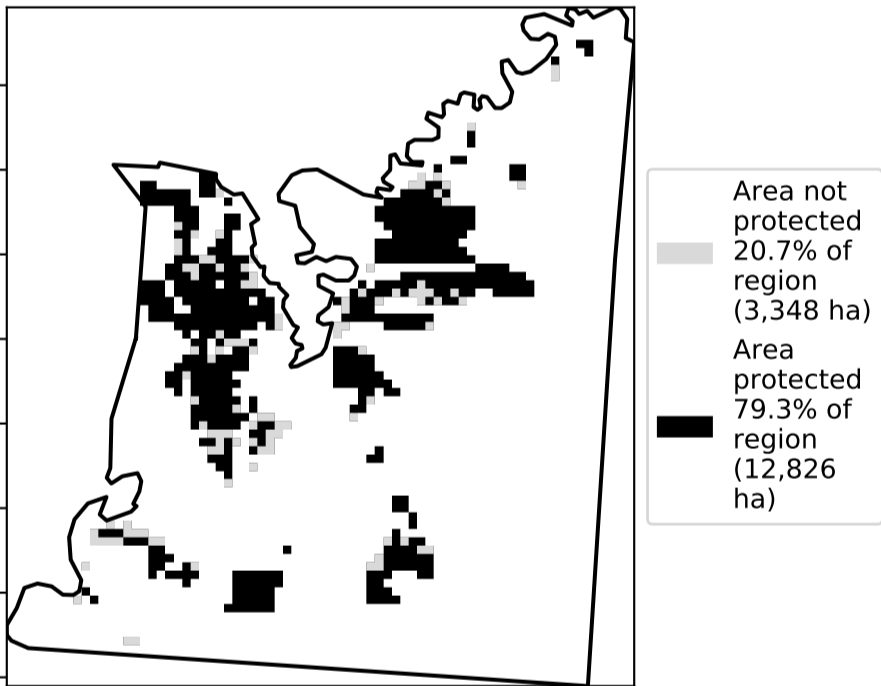 Area not
protected
20.7% of
region
(3,348 ha)
Area
protected
79.3% of
region
(12,826
ha)